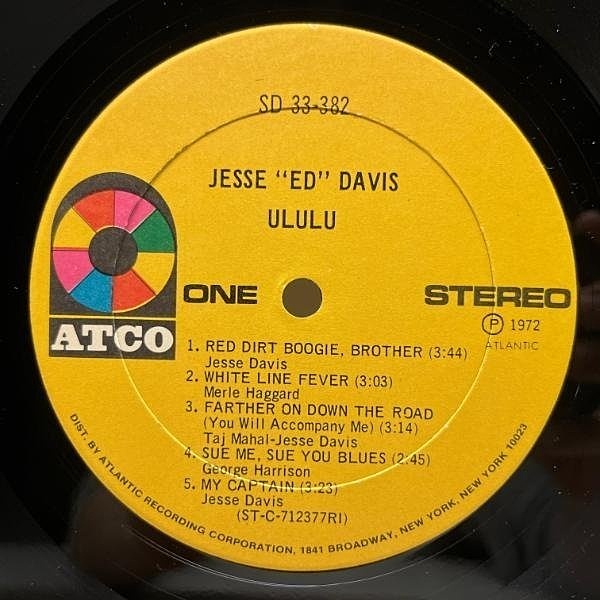 SD 33-382
JESSE "ED" DAVIS
ULULU
ATCO
ONE
STEREO
Ⓟ 1972
ATLANTIC
1. RED DIRT BOOGIE, BROTHER (3:44)
Jesse Davis
2. WHITE LINE FEVER (3:03)
Merle Haggard
3. FARTHER ON DOWN THE ROAD
(You Will Accompany Me) (3:14)
Taj Mahal-Jesse Davis
4. SUE ME, SUE YOU BLUES (2:45)
George Harrison
5. MY CAPTAIN (3:23)
Jesse Davis
(ST-C-712377RI)
DIST. BY ATLANTIC RECORDING CORPORATION, 1841 BROADWAY, NEW YORK, NEW YORK 10023